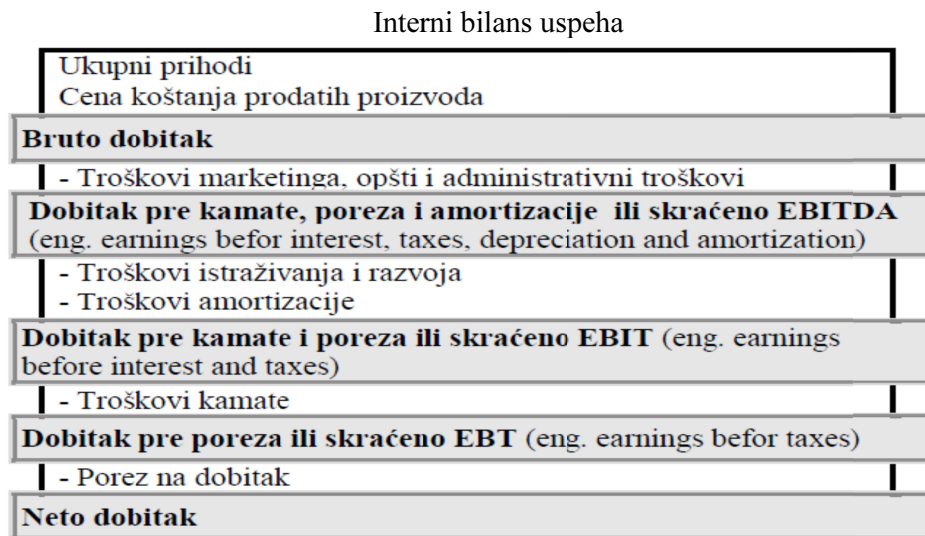 Interni bilans uspeha
Ukupni prihodi
Cena koštanja prodatih proizvoda
Bruto dobitak
- Troškovi marketinga, opšti i administrativni troškovi
Dobitak pre kamate, poreza i amortizacije ili skraćeno EBITDA
(eng. earnings befor interest, taxes, depreciation and amortization)
- Troškovi istraživanja i razvoja
- Troškovi amortizacije
Dobitak pre kamate i poreza ili skraćeno EBIT (eng. earnings
before interest and taxes)
- Troškovi kamate
Dobitak pre poreza ili skraćeno EBT (eng. earnings befor taxes)
- Porez na dobitak
Neto dobitak